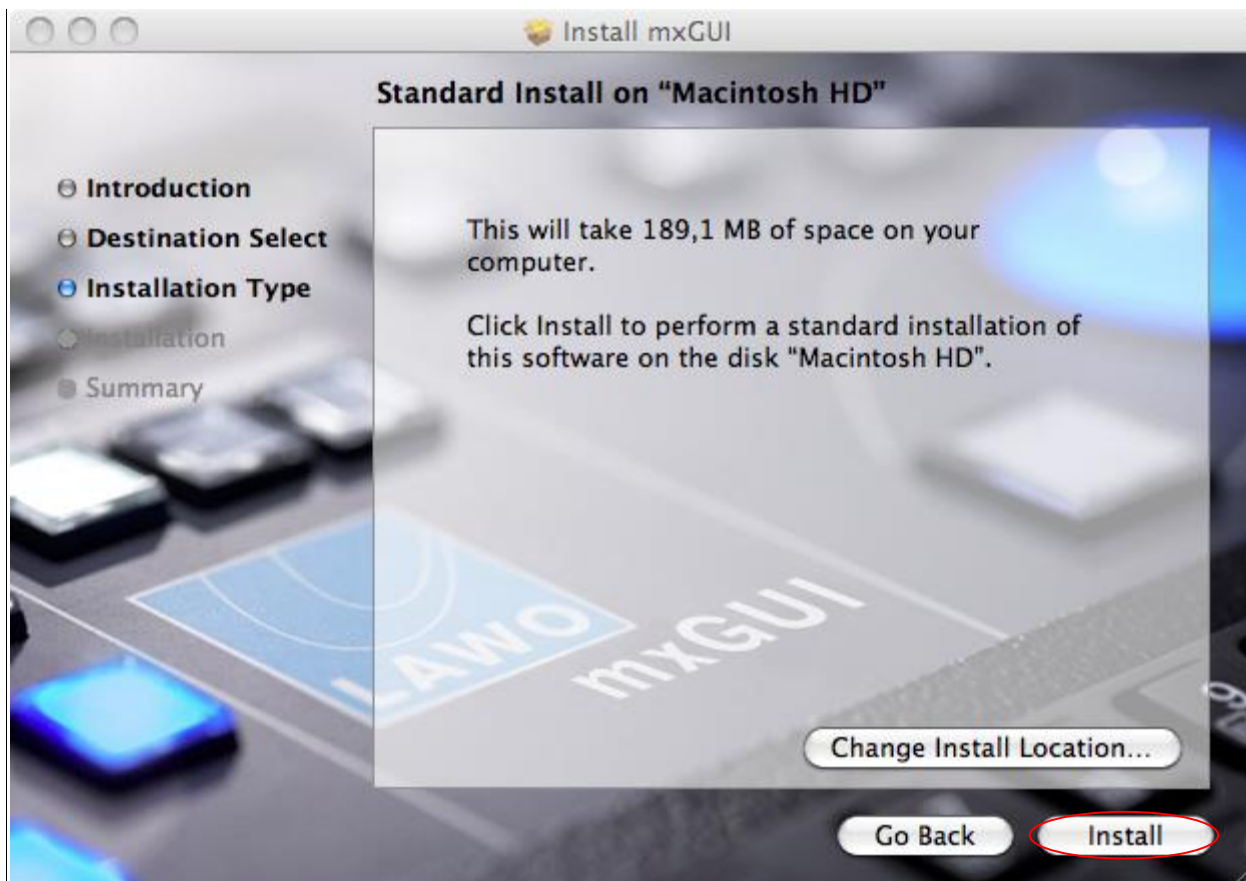 Install mxGUI
Standard Install on “Macintosh HD”
Introduction
Destination Select
Installation Type
Installation
Summary
This will take 189,1 MB of space on your
computer.
Click Install to perform a standard installation of
this software on the disk “Macintosh HD”.
LAWO
mxGUI
Change Install Location...
Go Back
Install